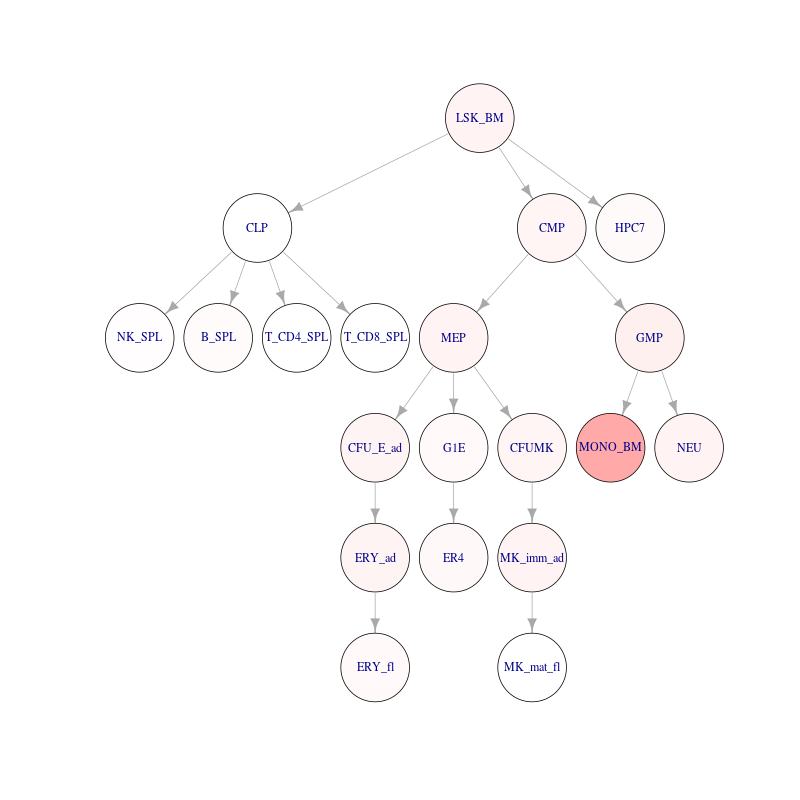 LSK_BM
CLP
CMP
HPC7
NK_SPL
B_SPL
T_CD4_SPL
T_CD8_SPL
MEP
GMP
CFU_E_ad
G1E
CFUMK
MONO_BM
NEU
ERY_ad
ER4
MK_imm_ad
ERY_fl
MK_mat_fl